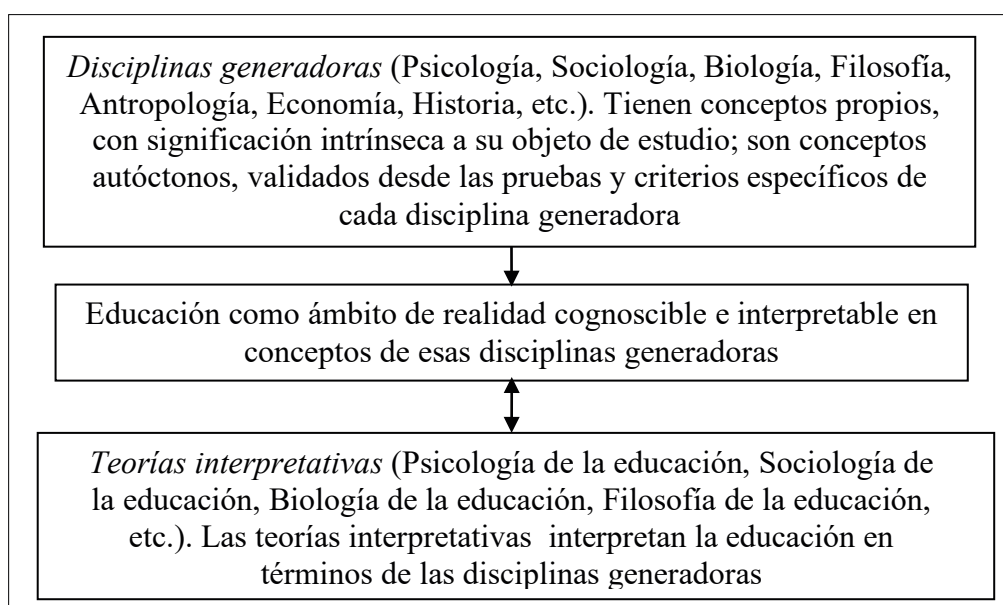 Disciplinas generadoras (Psicología, Sociología, Biología, Filosofía,
Antropología, Economía, Historia, etc.). Tienen conceptos propios,
con significación intrínseca a su objeto de estudio; son conceptos
autóctonos, validados desde las pruebas y criterios específicos de
cada disciplina generadora
Educación como ámbito de realidad cognoscible e interpretable en
conceptos de esas disciplinas generadoras
Teorías interpretativas (Psicología de la educación, Sociología de
la educación, Biología de la educación, Filosofía de la educación,
etc.). Las teorías interpretativas  interpretan la educación en
términos de las disciplinas generadoras